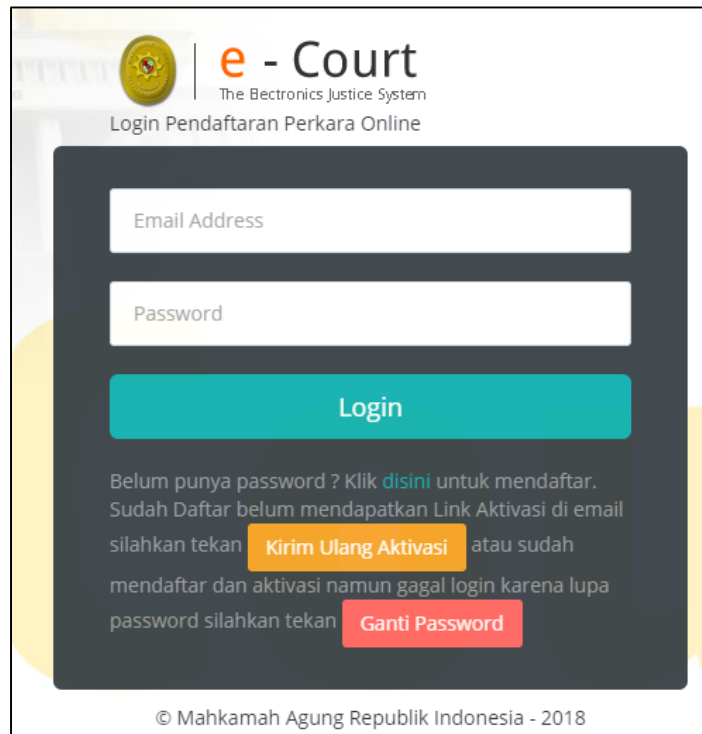 e - Court
The Electronics Justice System
Login Pendaftaran Perkara Online
Email Address
Password
Login
Belum punya password ? Klik disini untuk mendaftar.
Sudah Daftar belum mendapatkan Link Aktivasi di email
silahkan tekan Kirim Ulang Aktivasi atau sudah
mendaftar dan aktivasi namun gagal login karena lupa
password silahkan tekan Ganti Password
© Mahkamah Agung Republik Indonesia - 2018